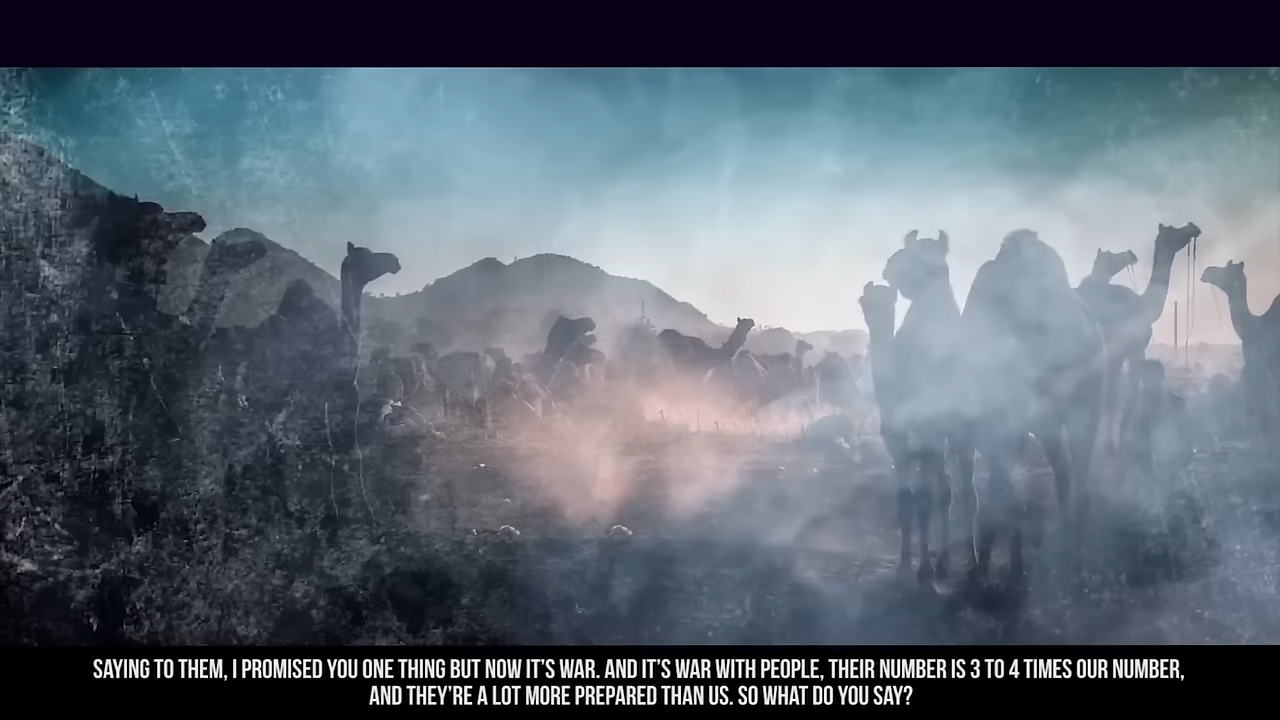 SAYING TO THEM, I PROMISED YOU ONE THING BUT NOW IT'S WAR. AND IT'S WAR WITH PEOPLE, THEIR NUMBER IS 3 TO 4 TIMES OUR NUMBER,
AND THEY'RE A LOT MORE PREPARED THAN US. SO WHAT DO YOU SAY?